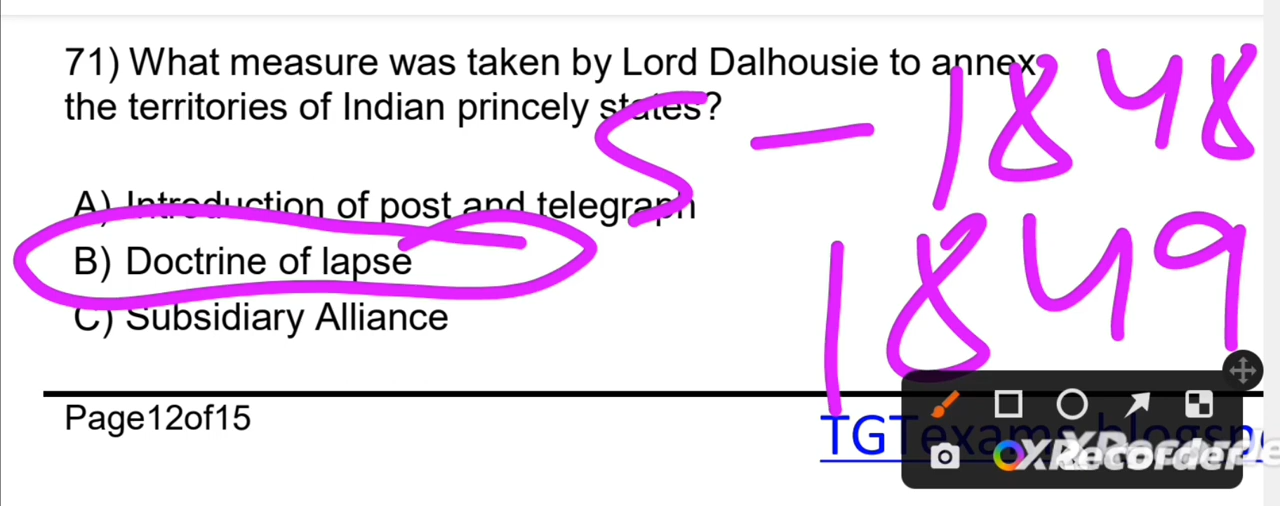 71) What measure was taken by Lord Dalhousie to annex
the territories of Indian princely states?
S — 1848
A) Introduction of post and telegraph
1849
B) Doctrine of lapse
C) Subsidiary Alliance
Page12of15
TGTexams.blogsp
XRecorder